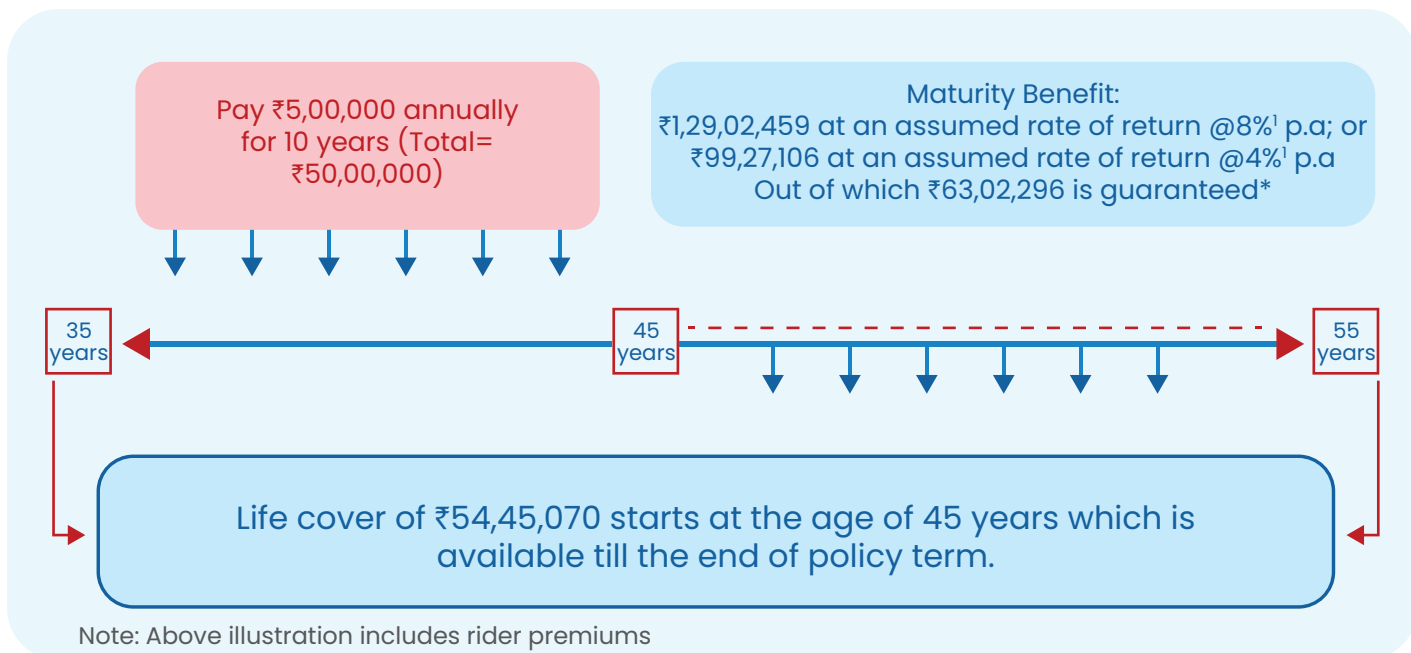 Pay ₹5,00,000 annually
for 10 years (Total=
₹50,00,000)
Maturity Benefit:
₹1,29,02,459 at an assumed rate of return @8%¹ p.a; or
₹99,27,106 at an assumed rate of return @4%¹ p.a
Out of which ₹63,02,296 is guaranteed*
35
years
45
years
55
years
Life cover of ₹54,45,070 starts at the age of 45 years which is
available till the end of policy term.
Note: Above illustration includes rider premiums